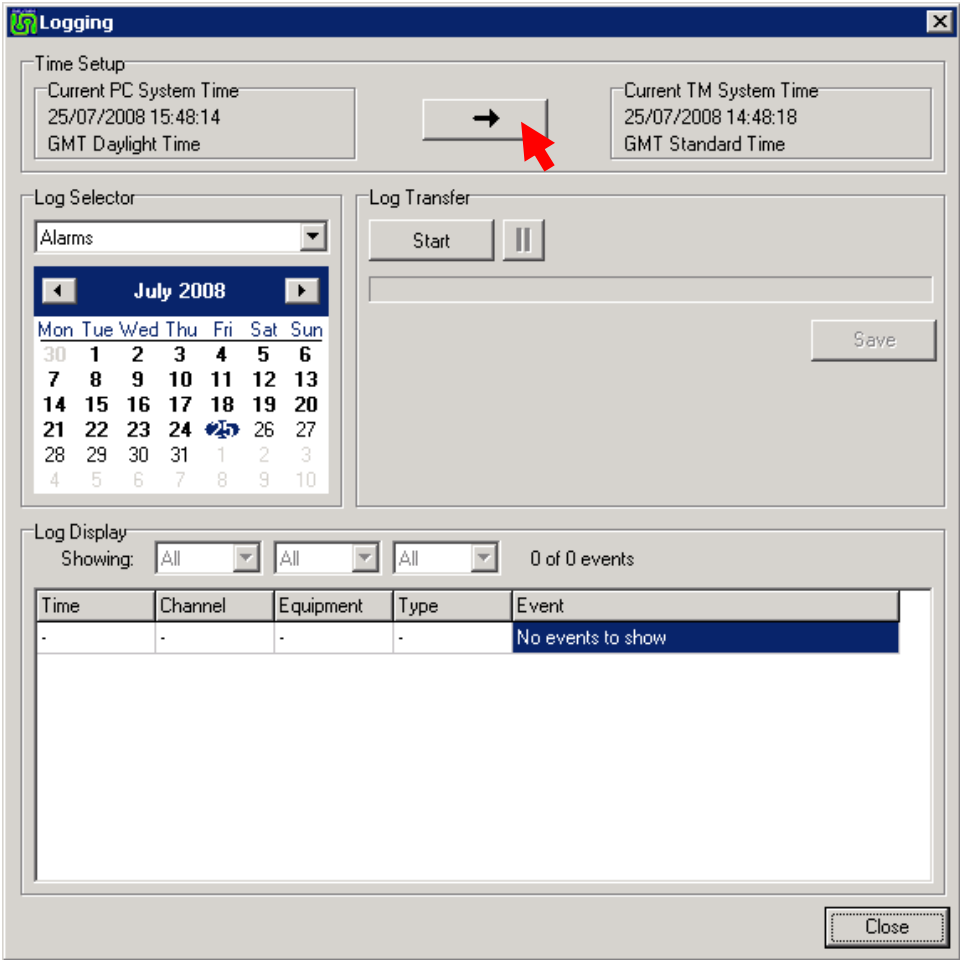 Logging
Time Setup
Current PC System Time
25/07/2008 15:48:14
GMT Daylight Time
Current TM System Time
25/07/2008 14:48:18
GMT Standard Time
Log Selector
Alarms
July 2008
Mon Tue Wed Thu Fri Sat Sun
30 1 2 3 4 5 6
7 8 9 10 11 12 13
14 15 16 17 18 19 20
21 22 23 24 25 26 27
28 29 30 31 1 2 3
4 5 6 7 8 9 10
Log Transfer
Start
Save
Log Display
Showing: All All All 0 of 0 events
Time Channel Equipment Type Event
- - - - No events to show
Close